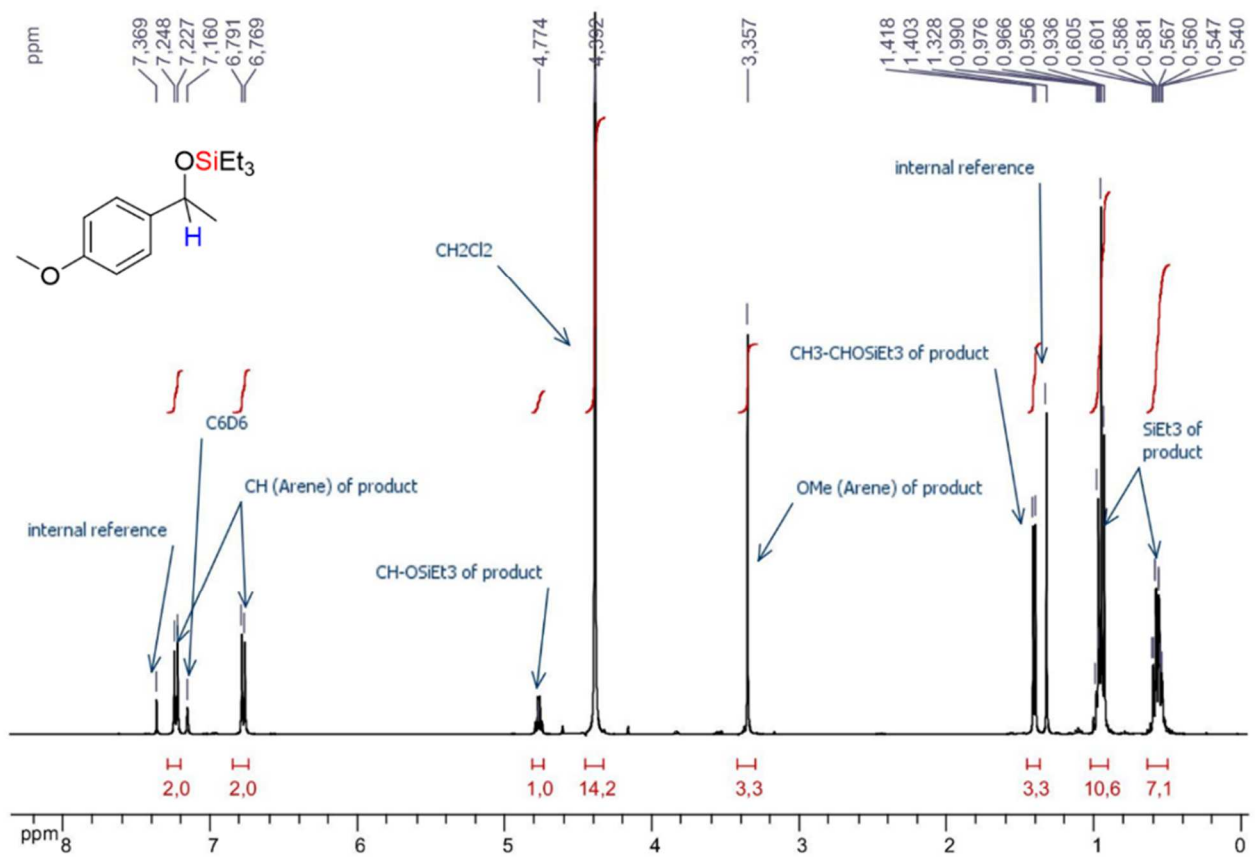 ppm
7,369
7,248
7,227
7,160
6,791
6,769
4,774
4,392
3,357
1,418
1,403
1,328
0,990
0,976
0,966
0,956
0,936
0,605
0,601
0,586
0,581
0,567
0,560
0,547
0,540
OSiEt3
H
O
internal reference
CH2Cl2
CH3-CHOSiEt3 of product
C6D6
SiEt3 of
product
CH (Arene) of product
OMe (Arene) of product
internal reference
CH-OSiEt3 of product
2,0
2,0
1,0
14,2
3,3
3,3
10,6
7,1
ppm
8
7
6
5
4
3
2
1
0